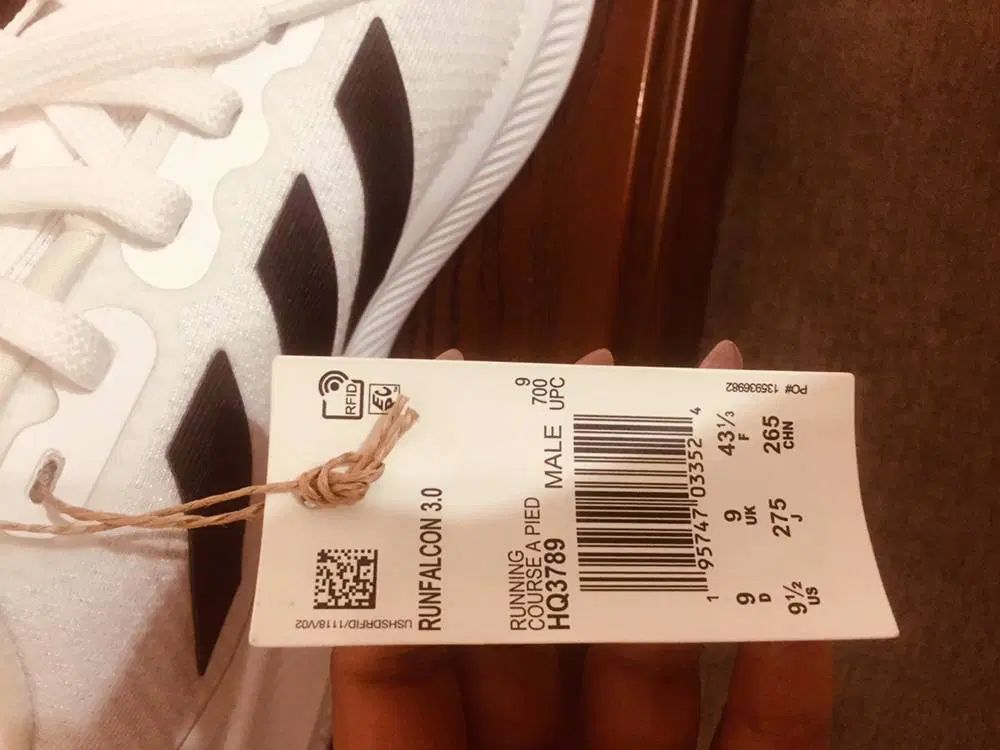 RFID
USHSDRFID/1118/V02
RUNFALCON 3.0
RUNNING 9
COURSE A PIED 700
HQ3789 MALE UPC
1 95747 03352 4
9 D 9 UK 43⅓ F
9½ US 275 J 265 CHN
PO# 135936982